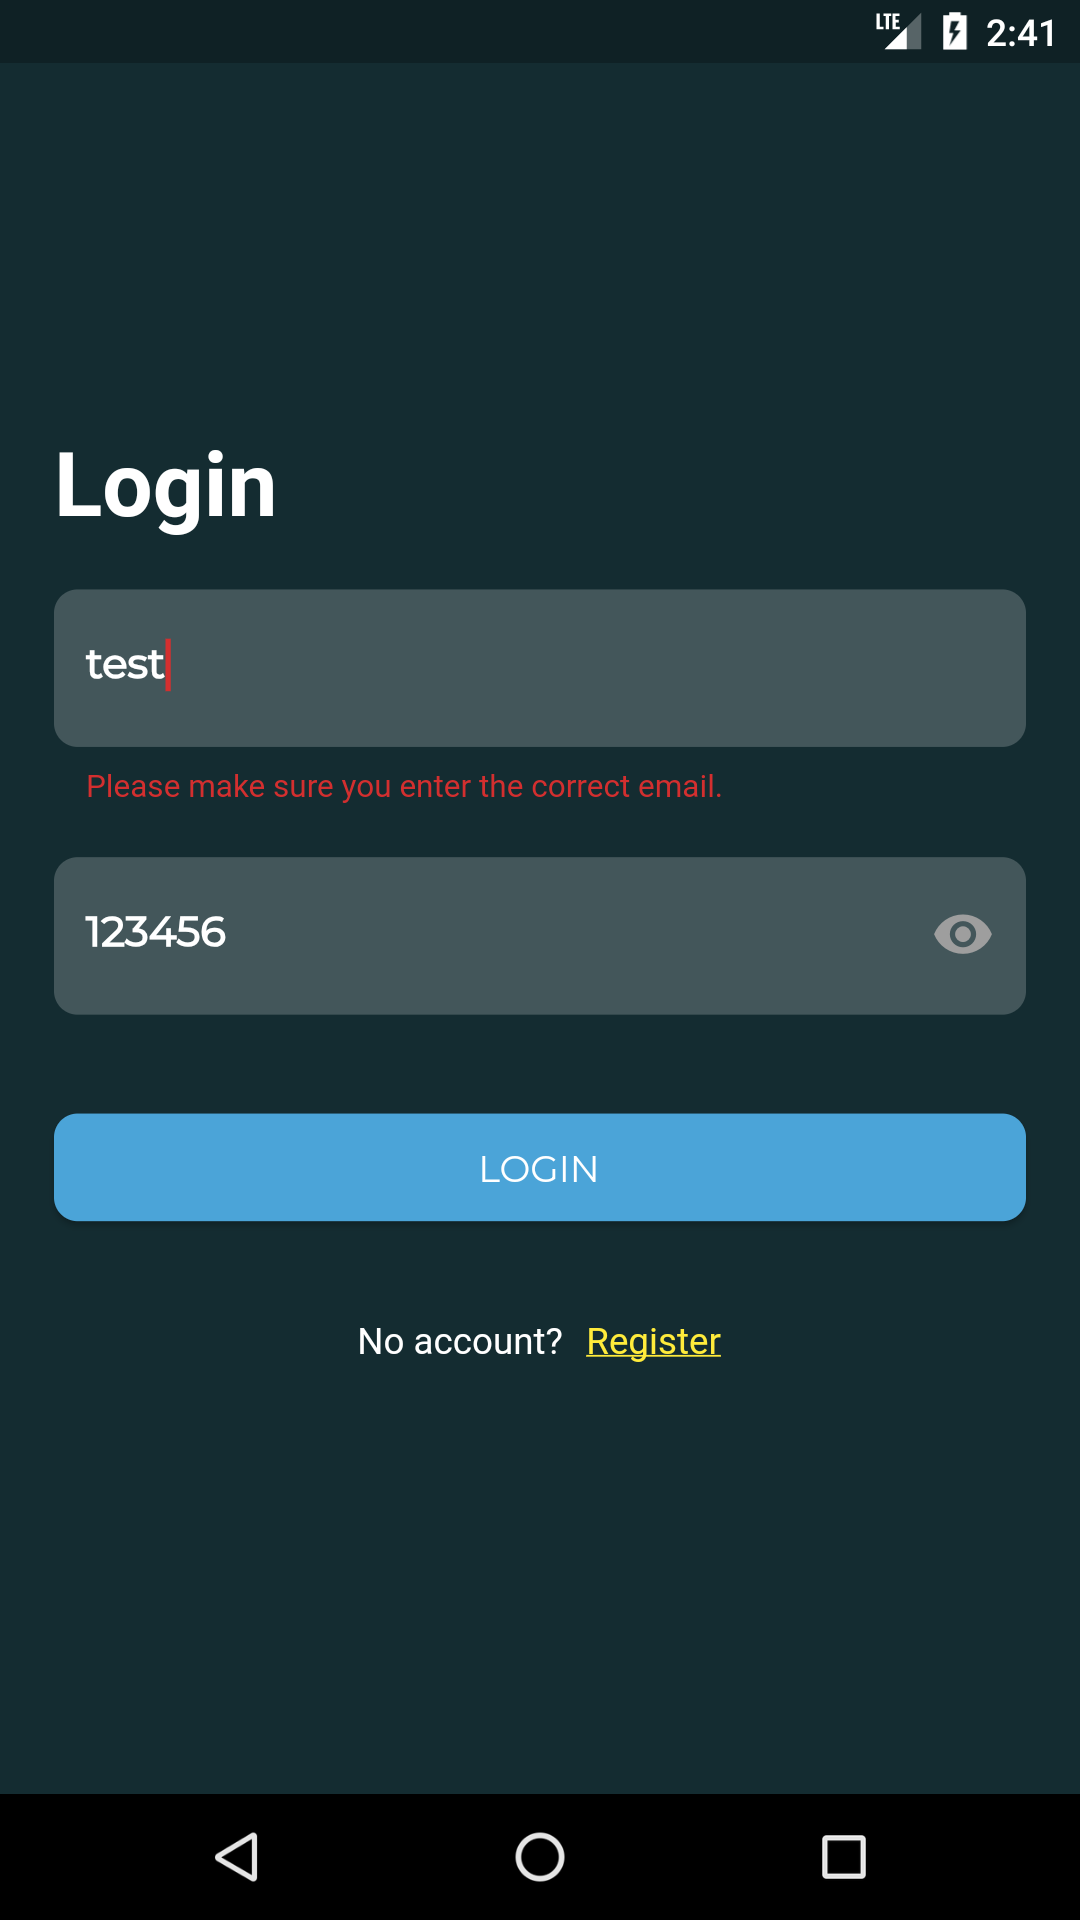 LTE 2:41
Login
test
Please make sure you enter the correct email.
123456
LOGIN
No account? Register